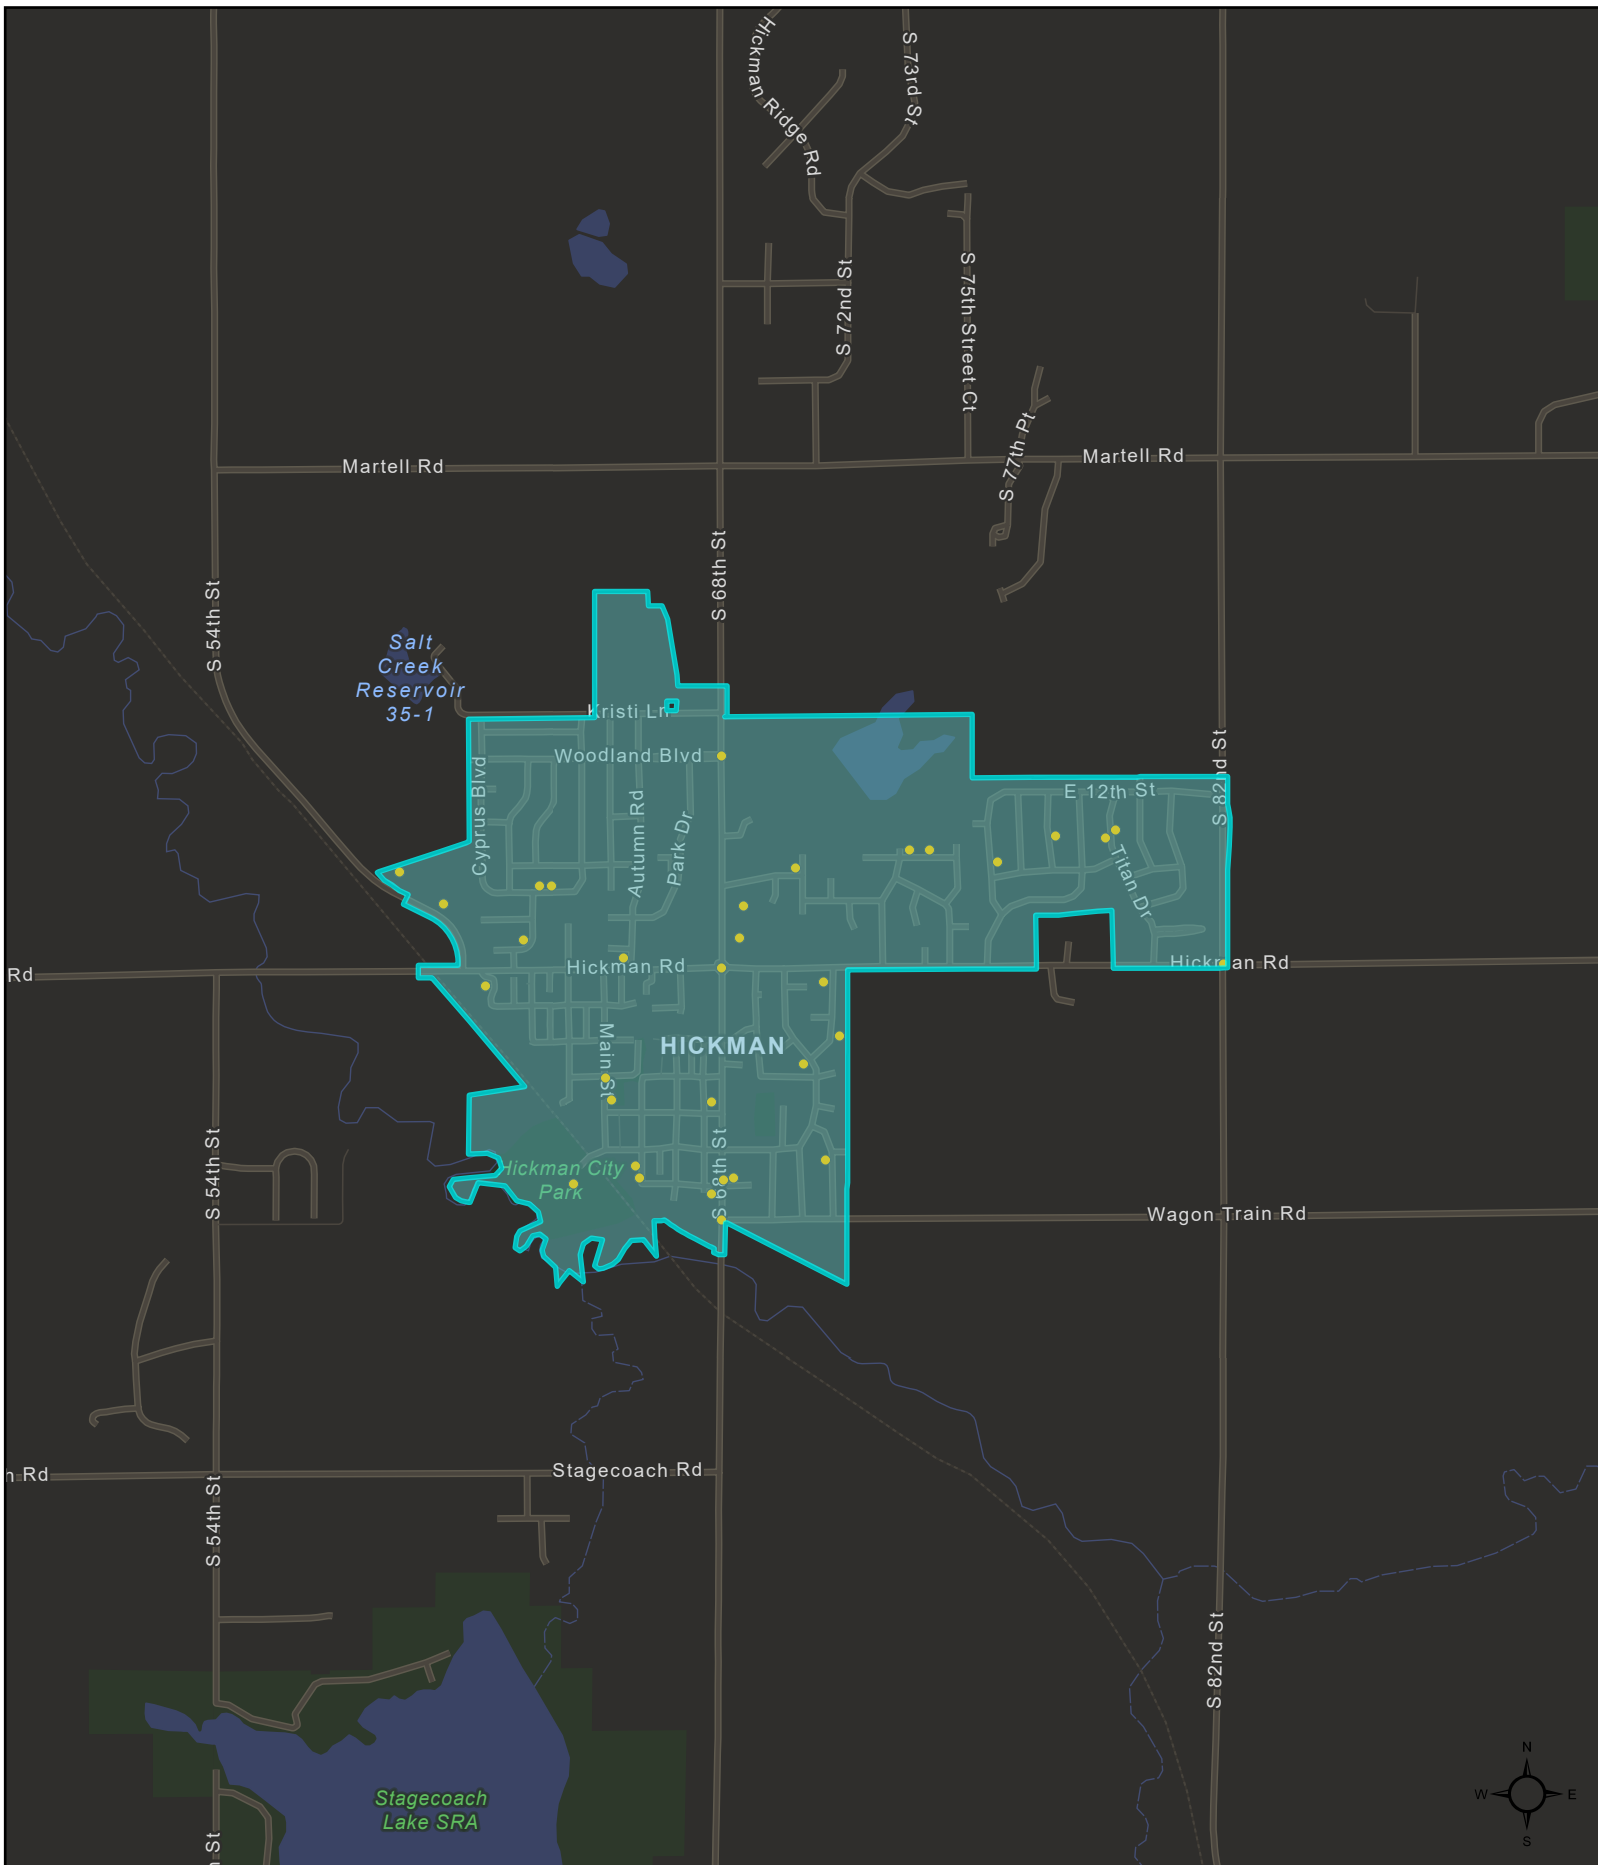 Hickman Ridge Rd
S 73rd St
S 72nd St
S 75th Street Ct
S 77th Pt
Martell Rd
Martell Rd
S 68th St
S 54th St
Salt
Creek
Reservoir
35-1
Kristi Ln
Woodland Blvd
S 82nd St
E 12th St
Cyprus Blvd
Autumn Rd
Park Dr
Titan Dr
Rd
Hickman Rd
Hickman Rd
Main St
HICKMAN
S 54th St
S 68th St
Hickman City
Park
Wagon Train Rd
n Rd
Stagecoach Rd
S 54th St
S 82nd St
Stagecoach
Lake SRA
n St
N
W
E
S